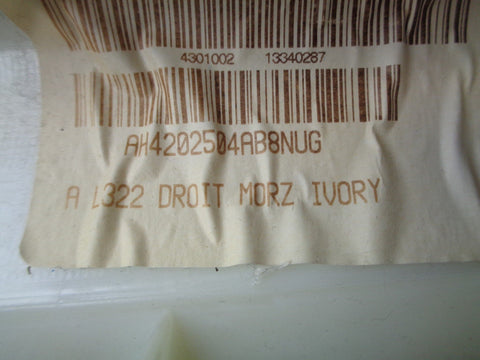 4301002 13340287
AH4202504AB8NUG
A L322 DROIT MORZ IVORY